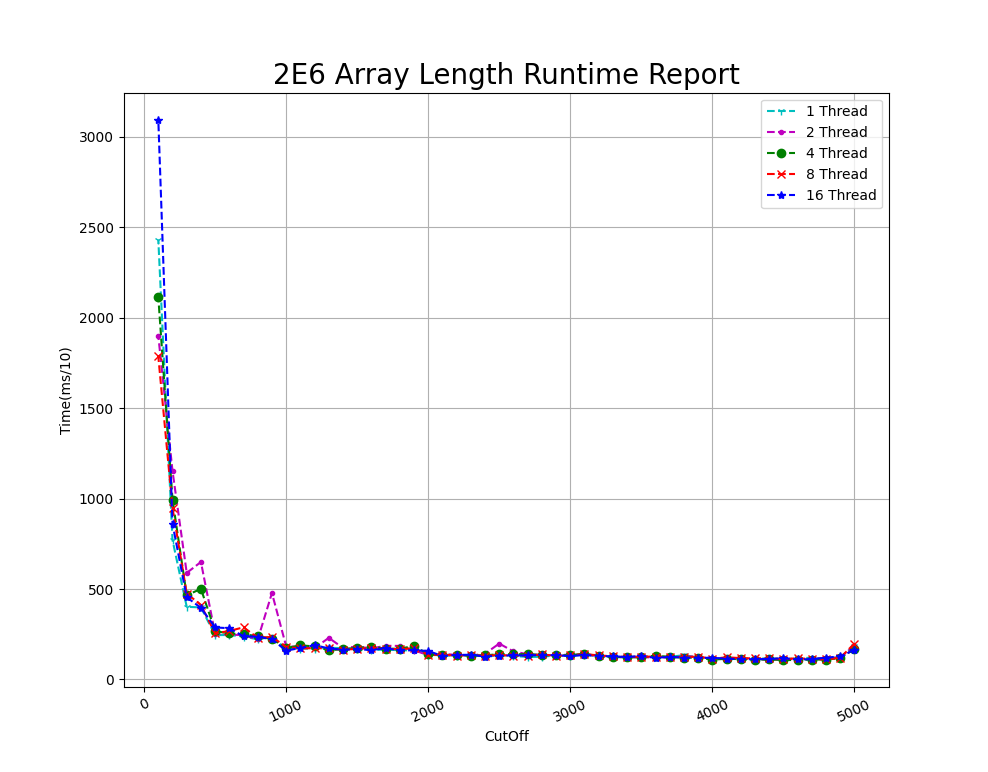 2E6 Array Length Runtime Report
1 Thread
2 Thread
4 Thread
8 Thread
16 Thread
3000
2500
2000
1500
1000
500
0
Time(ms/10)
0
1000
2000
3000
4000
5000
CutOff